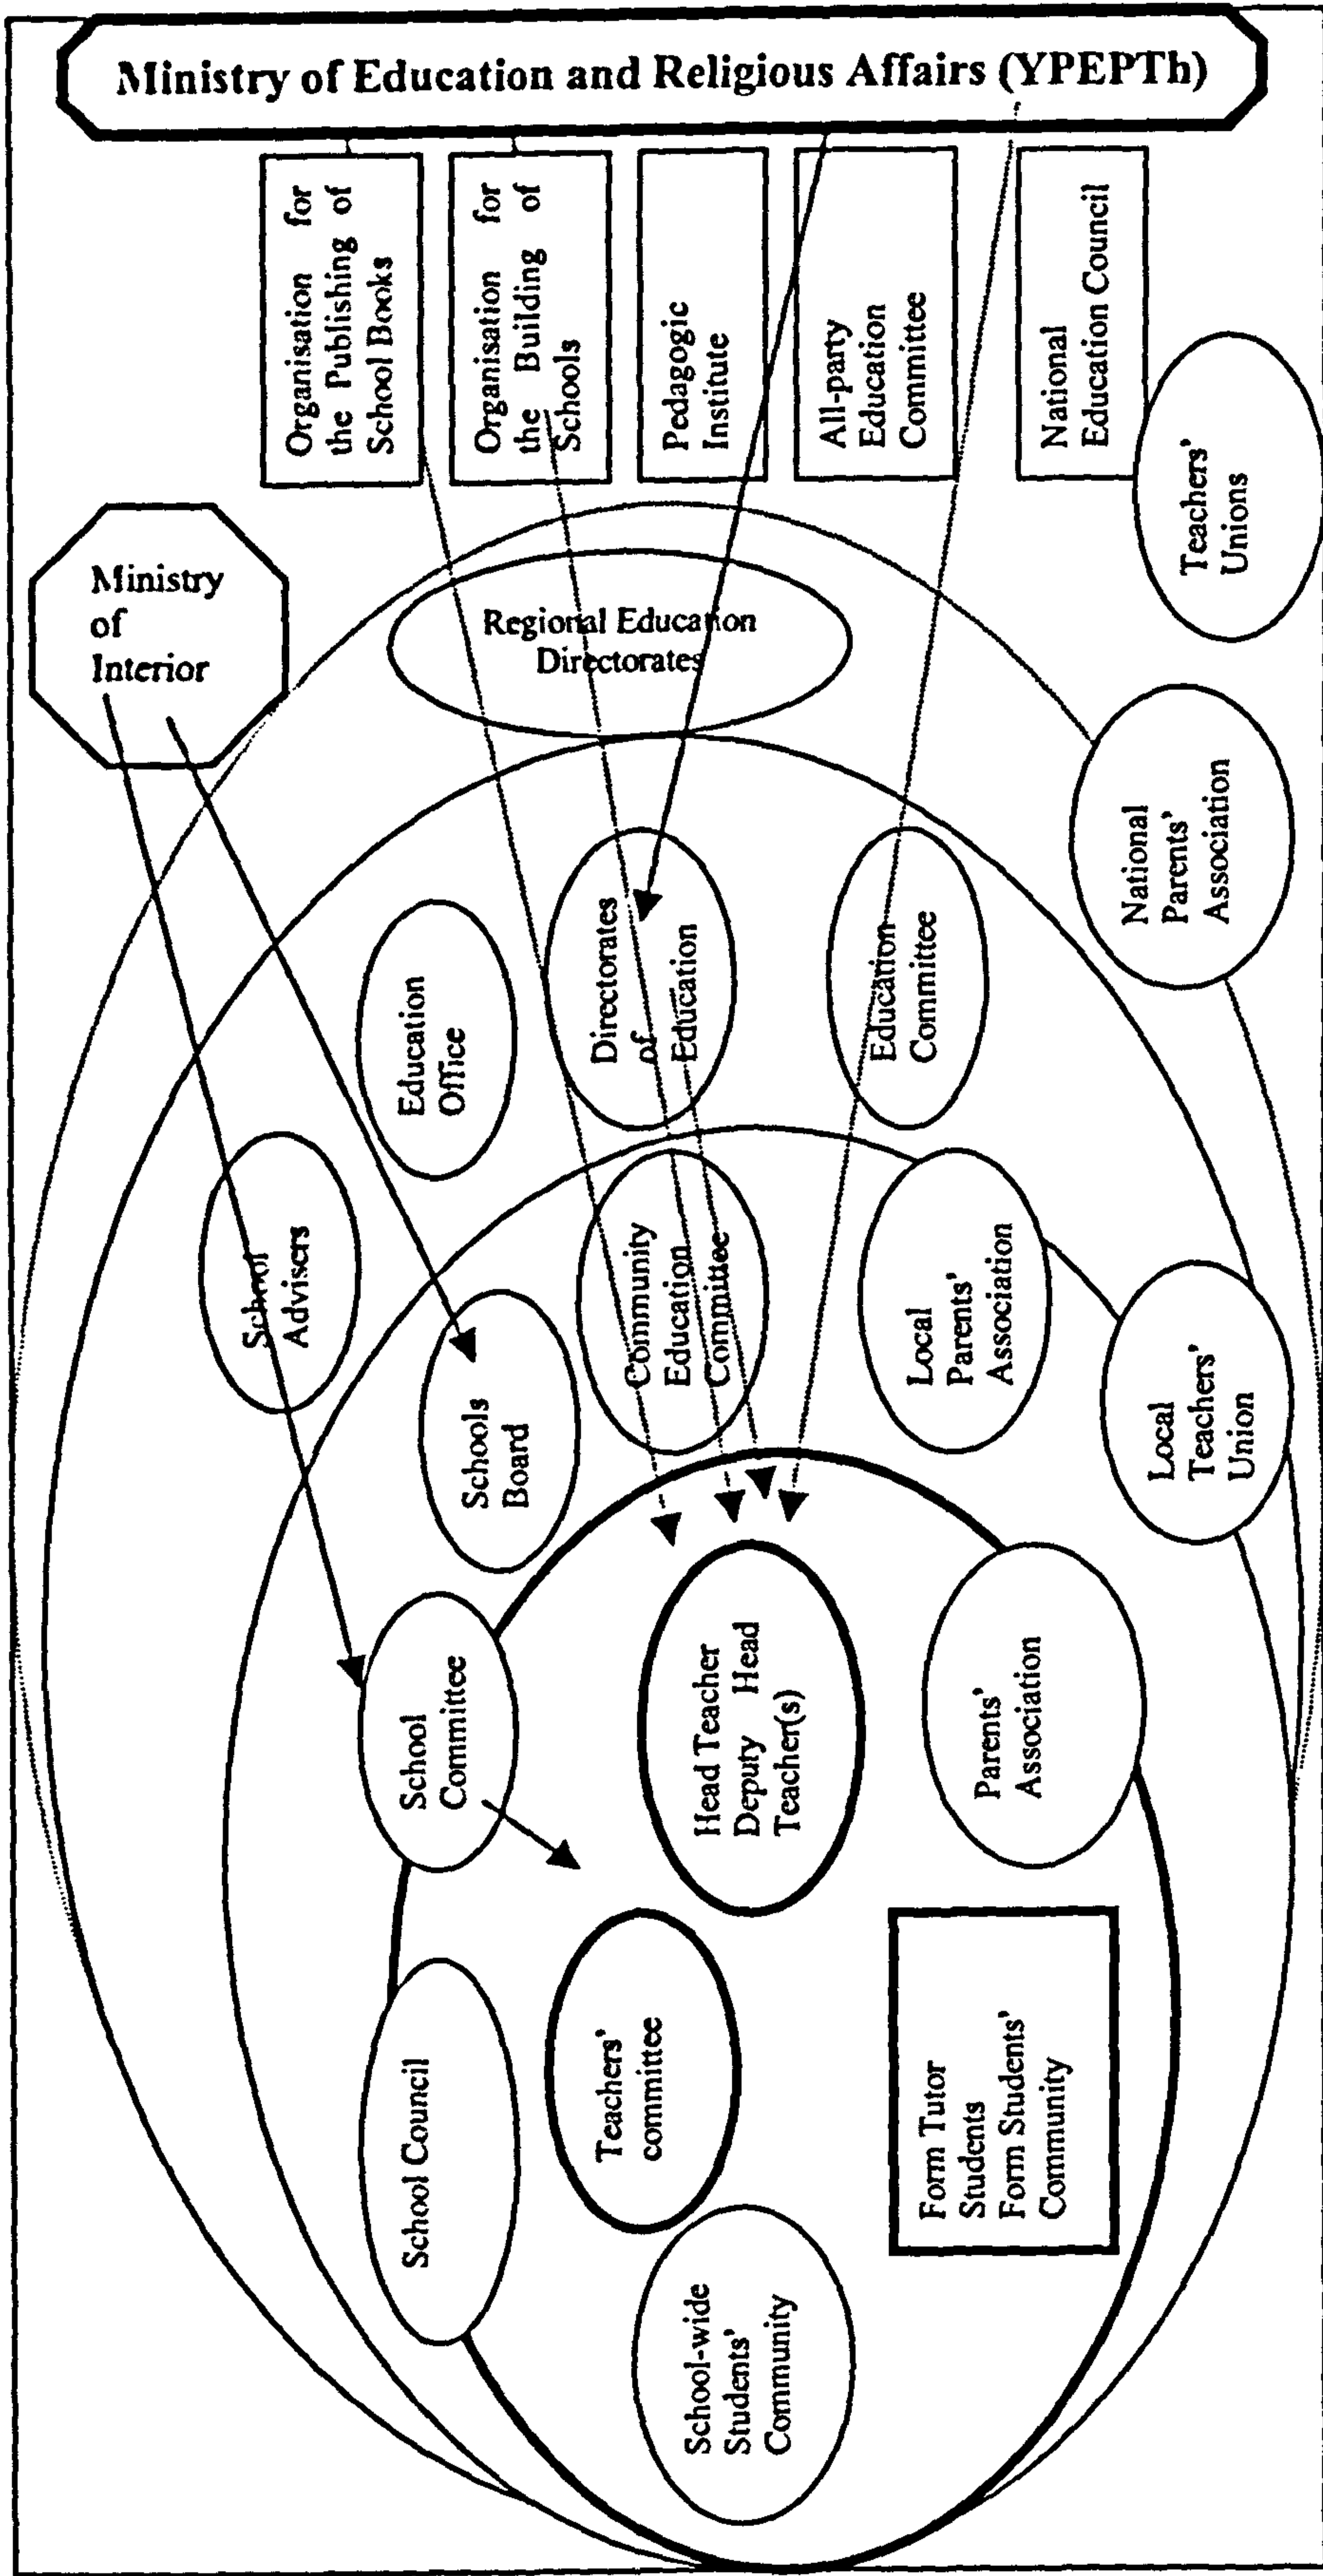 Ministry of Education and Religious Affairs (YPEPTh)
Organisation for
the Publishing of
School Books
Organisation for
the Building of
Schools
Pedagogic
Institute
All-party
Education
Committee
National
Education Council
Teachers'
Unions
Ministry
of
Interior
Regional Education
Directorates
National
Parents'
Association
Education
Office
Directorates
of
Education
Education
Committee
School
Advisers
Schools
Board
Community
Education
Committee
Local
Parents'
Association
Local
Teachers'
Union
School
Committee
Head Teacher
Deputy Head
Teacher(s)
Parents'
Association
School Council
Teachers'
committee
Form Tutor
Students
Form Students'
Community
School-wide
Students'
Community